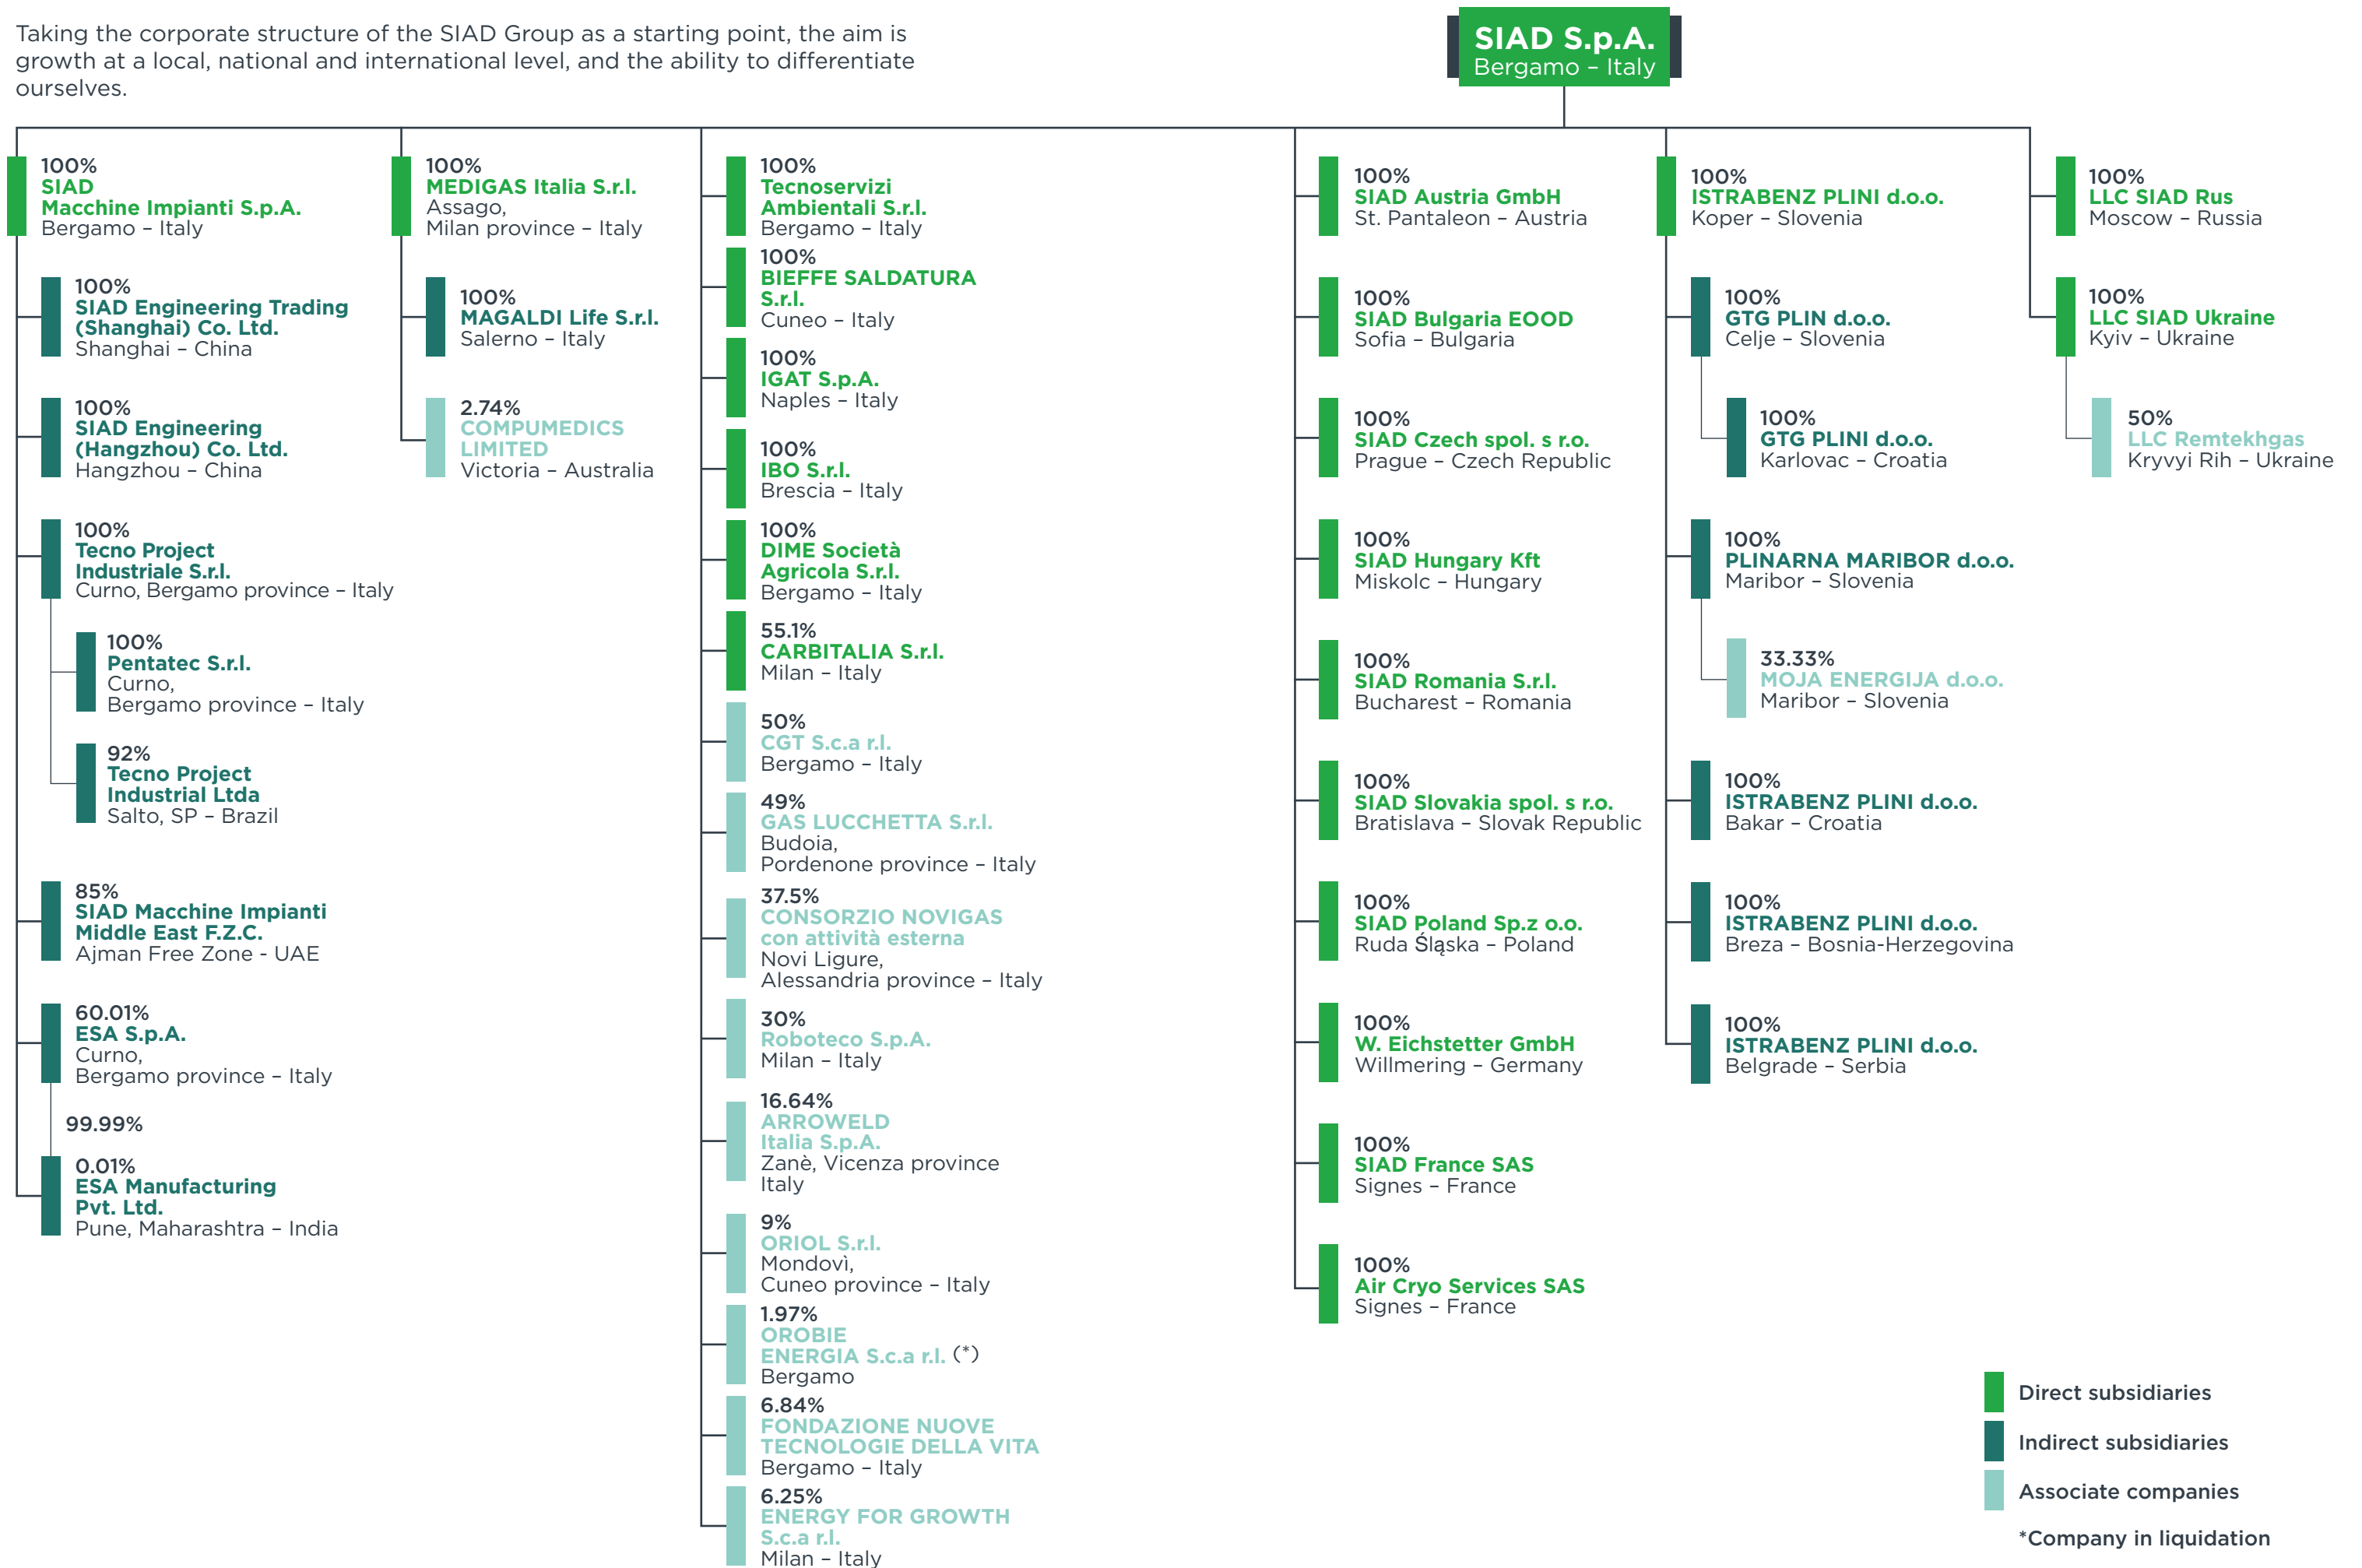 Taking the corporate structure of the SIAD Group as a starting point, the aim is
growth at a local, national and international level, and the ability to differentiate
ourselves.
SIAD S.p.A.
Bergamo – Italy
100%
SIAD
Macchine Impianti S.p.A.
Bergamo – Italy
100%
SIAD Engineering Trading
(Shanghai) Co. Ltd.
Shanghai – China
100%
SIAD Engineering
(Hangzhou) Co. Ltd.
Hangzhou – China
100%
Tecno Project
Industriale S.r.l.
Curno, Bergamo province – Italy
100%
Pentatec S.r.l.
Curno,
Bergamo province – Italy
92%
Tecno Project
Industrial Ltda
Salto, SP – Brazil
85%
SIAD Macchine Impianti
Middle East F.Z.C.
Ajman Free Zone - UAE
60.01%
ESA S.p.A.
Curno,
Bergamo province – Italy
99.99%
0.01%
ESA Manufacturing
Pvt. Ltd.
Pune, Maharashtra – India
100%
MEDIGAS Italia S.r.l.
Assago,
Milan province – Italy
100%
MAGALDI Life S.r.l.
Salerno – Italy
2.74%
COMPUMEDICS
LIMITED
Victoria – Australia
100%
Tecnoservizi
Ambientali S.r.l.
Bergamo – Italy
100%
BIEFFE SALDATURA
S.r.l.
Cuneo – Italy
100%
IGAT S.p.A.
Naples – Italy
100%
IBO S.r.l.
Brescia – Italy
100%
DIME Società
Agricola S.r.l.
Bergamo – Italy
55.1%
CARBITALIA S.r.l.
Milan – Italy
50%
CGT S.c.a r.l.
Bergamo – Italy
49%
GAS LUCCHETTA S.r.l.
Budoia,
Pordenone province – Italy
37.5%
CONSORZIO NOVIGAS
con attività esterna
Novi Ligure,
Alessandria province – Italy
30%
Roboteco S.p.A.
Milan – Italy
16.64%
ARROWELD
Italia S.p.A.
Zanè, Vicenza province
Italy
9%
ORIOL S.r.l.
Mondovì,
Cuneo province – Italy
1.97%
OROBIE
ENERGIA S.c.a r.l. (*)
Bergamo
6.84%
FONDAZIONE NUOVE
TECNOLOGIE DELLA VITA
Bergamo – Italy
6.25%
ENERGY FOR GROWTH
S.c.a r.l.
Milan – Italy
100%
SIAD Austria GmbH
St. Pantaleon – Austria
100%
SIAD Bulgaria EOOD
Sofia – Bulgaria
100%
SIAD Czech spol. s r.o.
Prague – Czech Republic
100%
SIAD Hungary Kft
Miskolc – Hungary
100%
SIAD Romania S.r.l.
Bucharest – Romania
100%
SIAD Slovakia spol. s r.o.
Bratislava – Slovak Republic
100%
SIAD Poland Sp.z o.o.
Ruda Śląska – Poland
100%
W. Eichstetter GmbH
Willmering – Germany
100%
SIAD France SAS
Signes – France
100%
Air Cryo Services SAS
Signes – France
100%
ISTRABENZ PLINI d.o.o.
Koper – Slovenia
100%
GTG PLIN d.o.o.
Celje – Slovenia
100%
GTG PLINI d.o.o.
Karlovac – Croatia
100%
PLINARNA MARIBOR d.o.o.
Maribor – Slovenia
33.33%
MOJA ENERGIJA d.o.o.
Maribor – Slovenia
100%
ISTRABENZ PLINI d.o.o.
Bakar – Croatia
100%
ISTRABENZ PLINI d.o.o.
Breza – Bosnia-Herzegovina
100%
ISTRABENZ PLINI d.o.o.
Belgrade – Serbia
100%
LLC SIAD Rus
Moscow – Russia
100%
LLC SIAD Ukraine
Kyiv – Ukraine
50%
LLC Remtekhgas
Kryvyi Rih – Ukraine
Direct subsidiaries
Indirect subsidiaries
Associate companies
*Company in liquidation